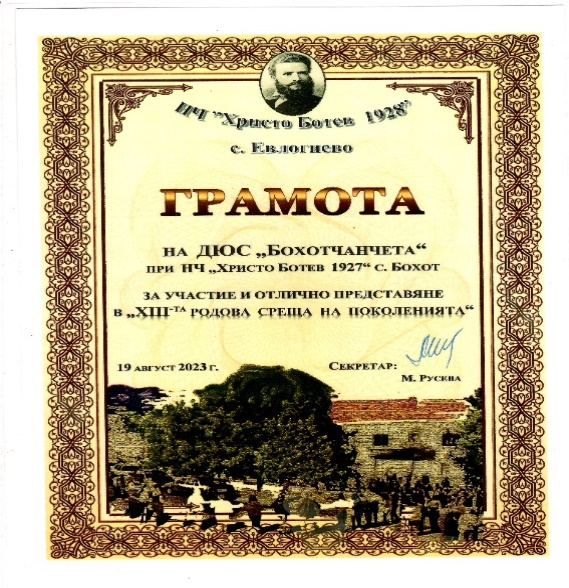 НЧ "Христо Ботев 1928"
с. Евлогиево
ГРАМОТА
НА ДЮС „БОХОТЧАНЧЕТА“
ПРИ НЧ „ХРИСТО БОТЕВ 1927“ С. БОХОТ
ЗА УЧАСТИЕ И ОТЛИЧНО ПРЕДСТАВЯНЕ
В „XIII-ТА РОДОВА СРЕЩА НА ПОКОЛЕНИЯТА“
19 АВГУСТ 2023 Г. СЕКРЕТАР:
М. РУСЕВА